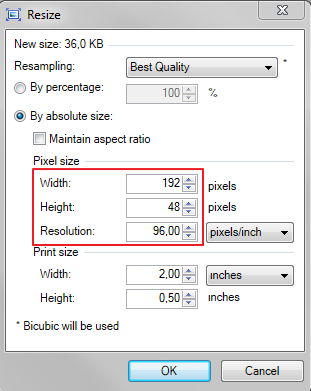 Resize
New size: 36,0 KB
Resampling: Best Quality *
By percentage: 100 %
By absolute size:
Maintain aspect ratio
Pixel size
Width: 192 pixels
Height: 48 pixels
Resolution: 96,00 pixels/inch
Print size
Width: 2,00 ınches
Height: 0,50 ınches
* Bicubic will be used
OK Cancel